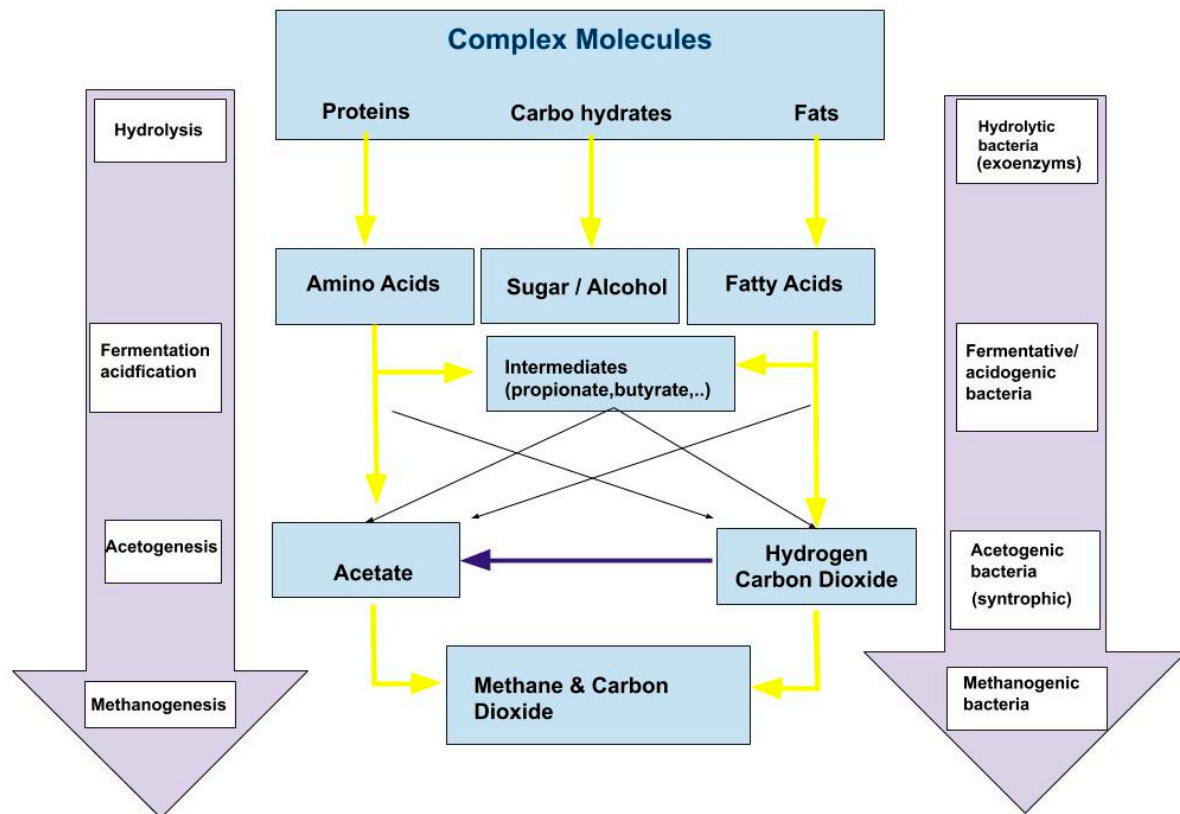 Complex Molecules
Proteins
Carbo hydrates
Fats
Hydrolysis
Hydrolytic
bacteria
(exoenzyms)
Amino Acids
Sugar / Alcohol
Fatty Acids
Fermentation
acidfication
Intermediates
(propionate,butyrate,..)
Fermentative/
acidogenic
bacteria
Acetogenesis
Acetate
Hydrogen
Carbon Dioxide
Acetogenic
bacteria
(syntrophic)
Methanogenesis
Methane & Carbon
Dioxide
Methanogenic
bacteria